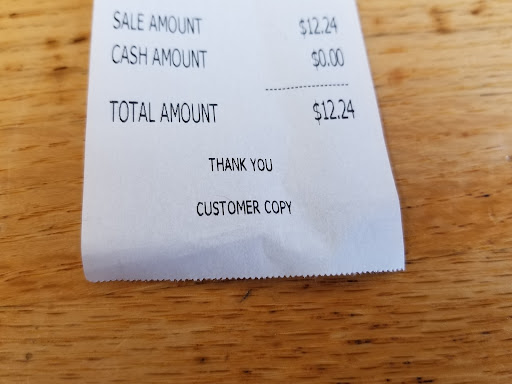 SALE AMOUNT $12.24
CASH AMOUNT $0.00
TOTAL AMOUNT $12.24
THANK YOU
CUSTOMER COPY